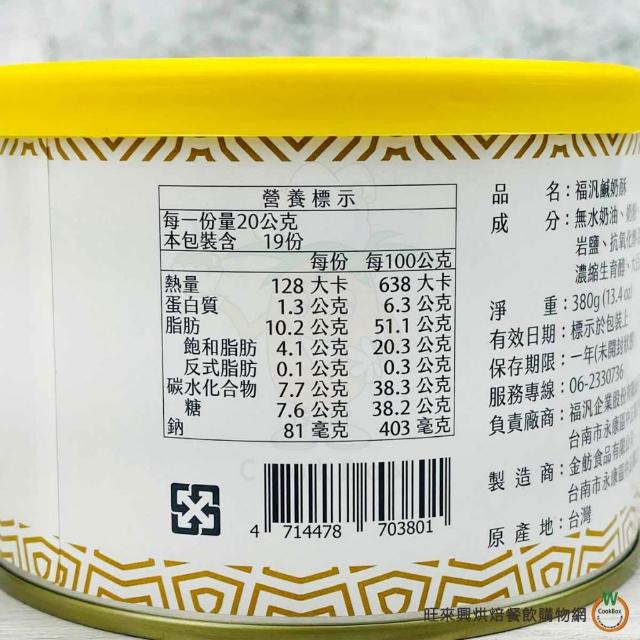 營養標示
每一份量20公克
本包裝含 19份
每份 每100公克
熱量 128 大卡 638 大卡
蛋白質 1.3 公克 6.3 公克
脂肪 10.2 公克 51.1 公克
飽和脂肪 4.1 公克 20.3 公克
反式脂肪 0.1 公克 0.3 公克
碳水化合物 7.7 公克 38.3 公克
糖 7.6 公克 38.2 公克
鈉 81 毫克 403 毫克
4 714478 703801
品名：福汎鹹奶酥
成分：無水奶油、
岩鹽、抗氧化
濃縮生育醇、
淨重：380g (13.4 oz)
有效日期：標示於包裝上
保存期限：一年(未開封狀態)
服務專線：06-2330736
負責廠商：福汎企業股份有
台南市永康區中
製造商：金舫食品有限
台南市永康區
原產地：台灣
旺來興烘焙餐飲購物網
W
CookBox